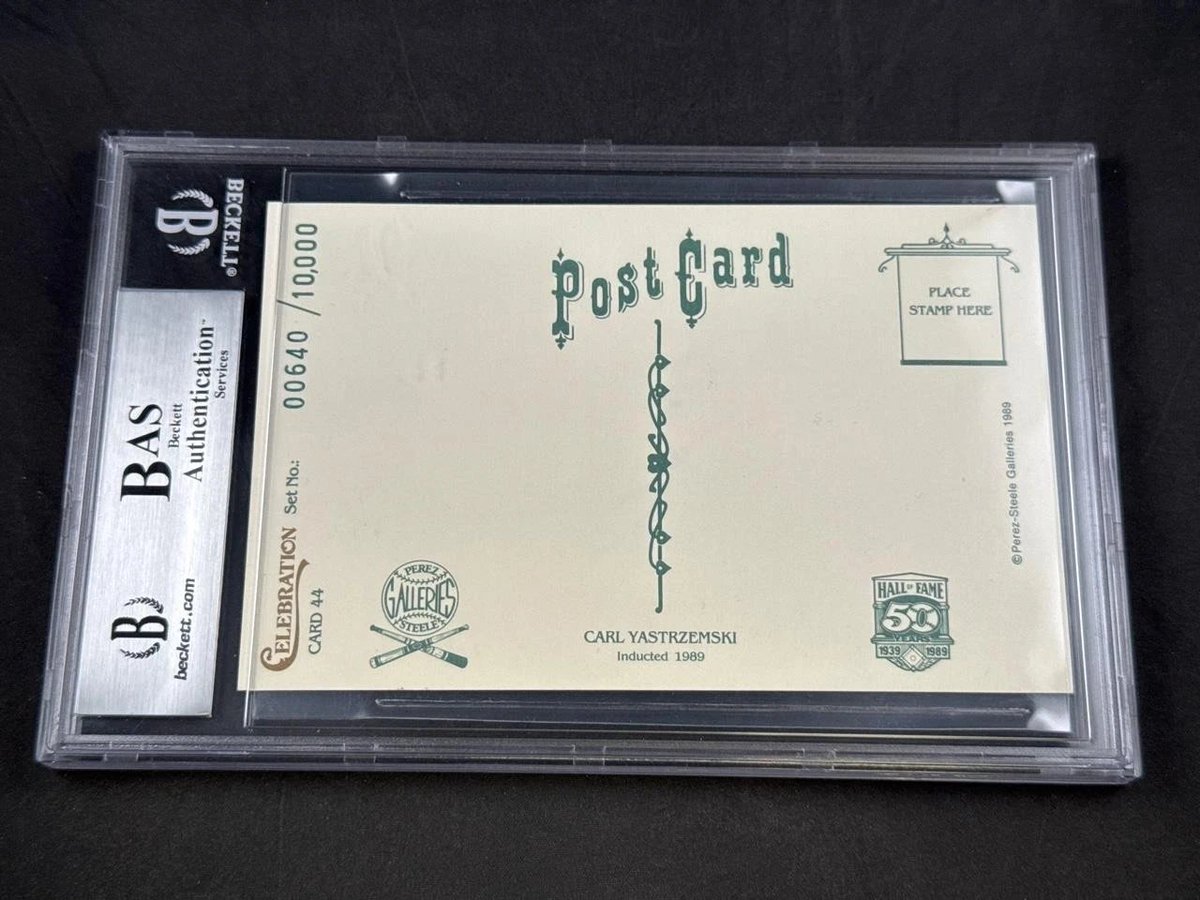 BECKETT®
B
BAS
Beckett
Authentication™
Services
B
beckett.com
CELEBRATION Set No.: 00640 /10,000
CARD 44
Post Card
PLACE
STAMP HERE
©Perez-Steele Galleries 1989
PEREZ
GALLERIES
STEELE
CARL YASTRZEMSKI
Inducted 1989
HALL OF FAME
50
YEARS
1939 1989